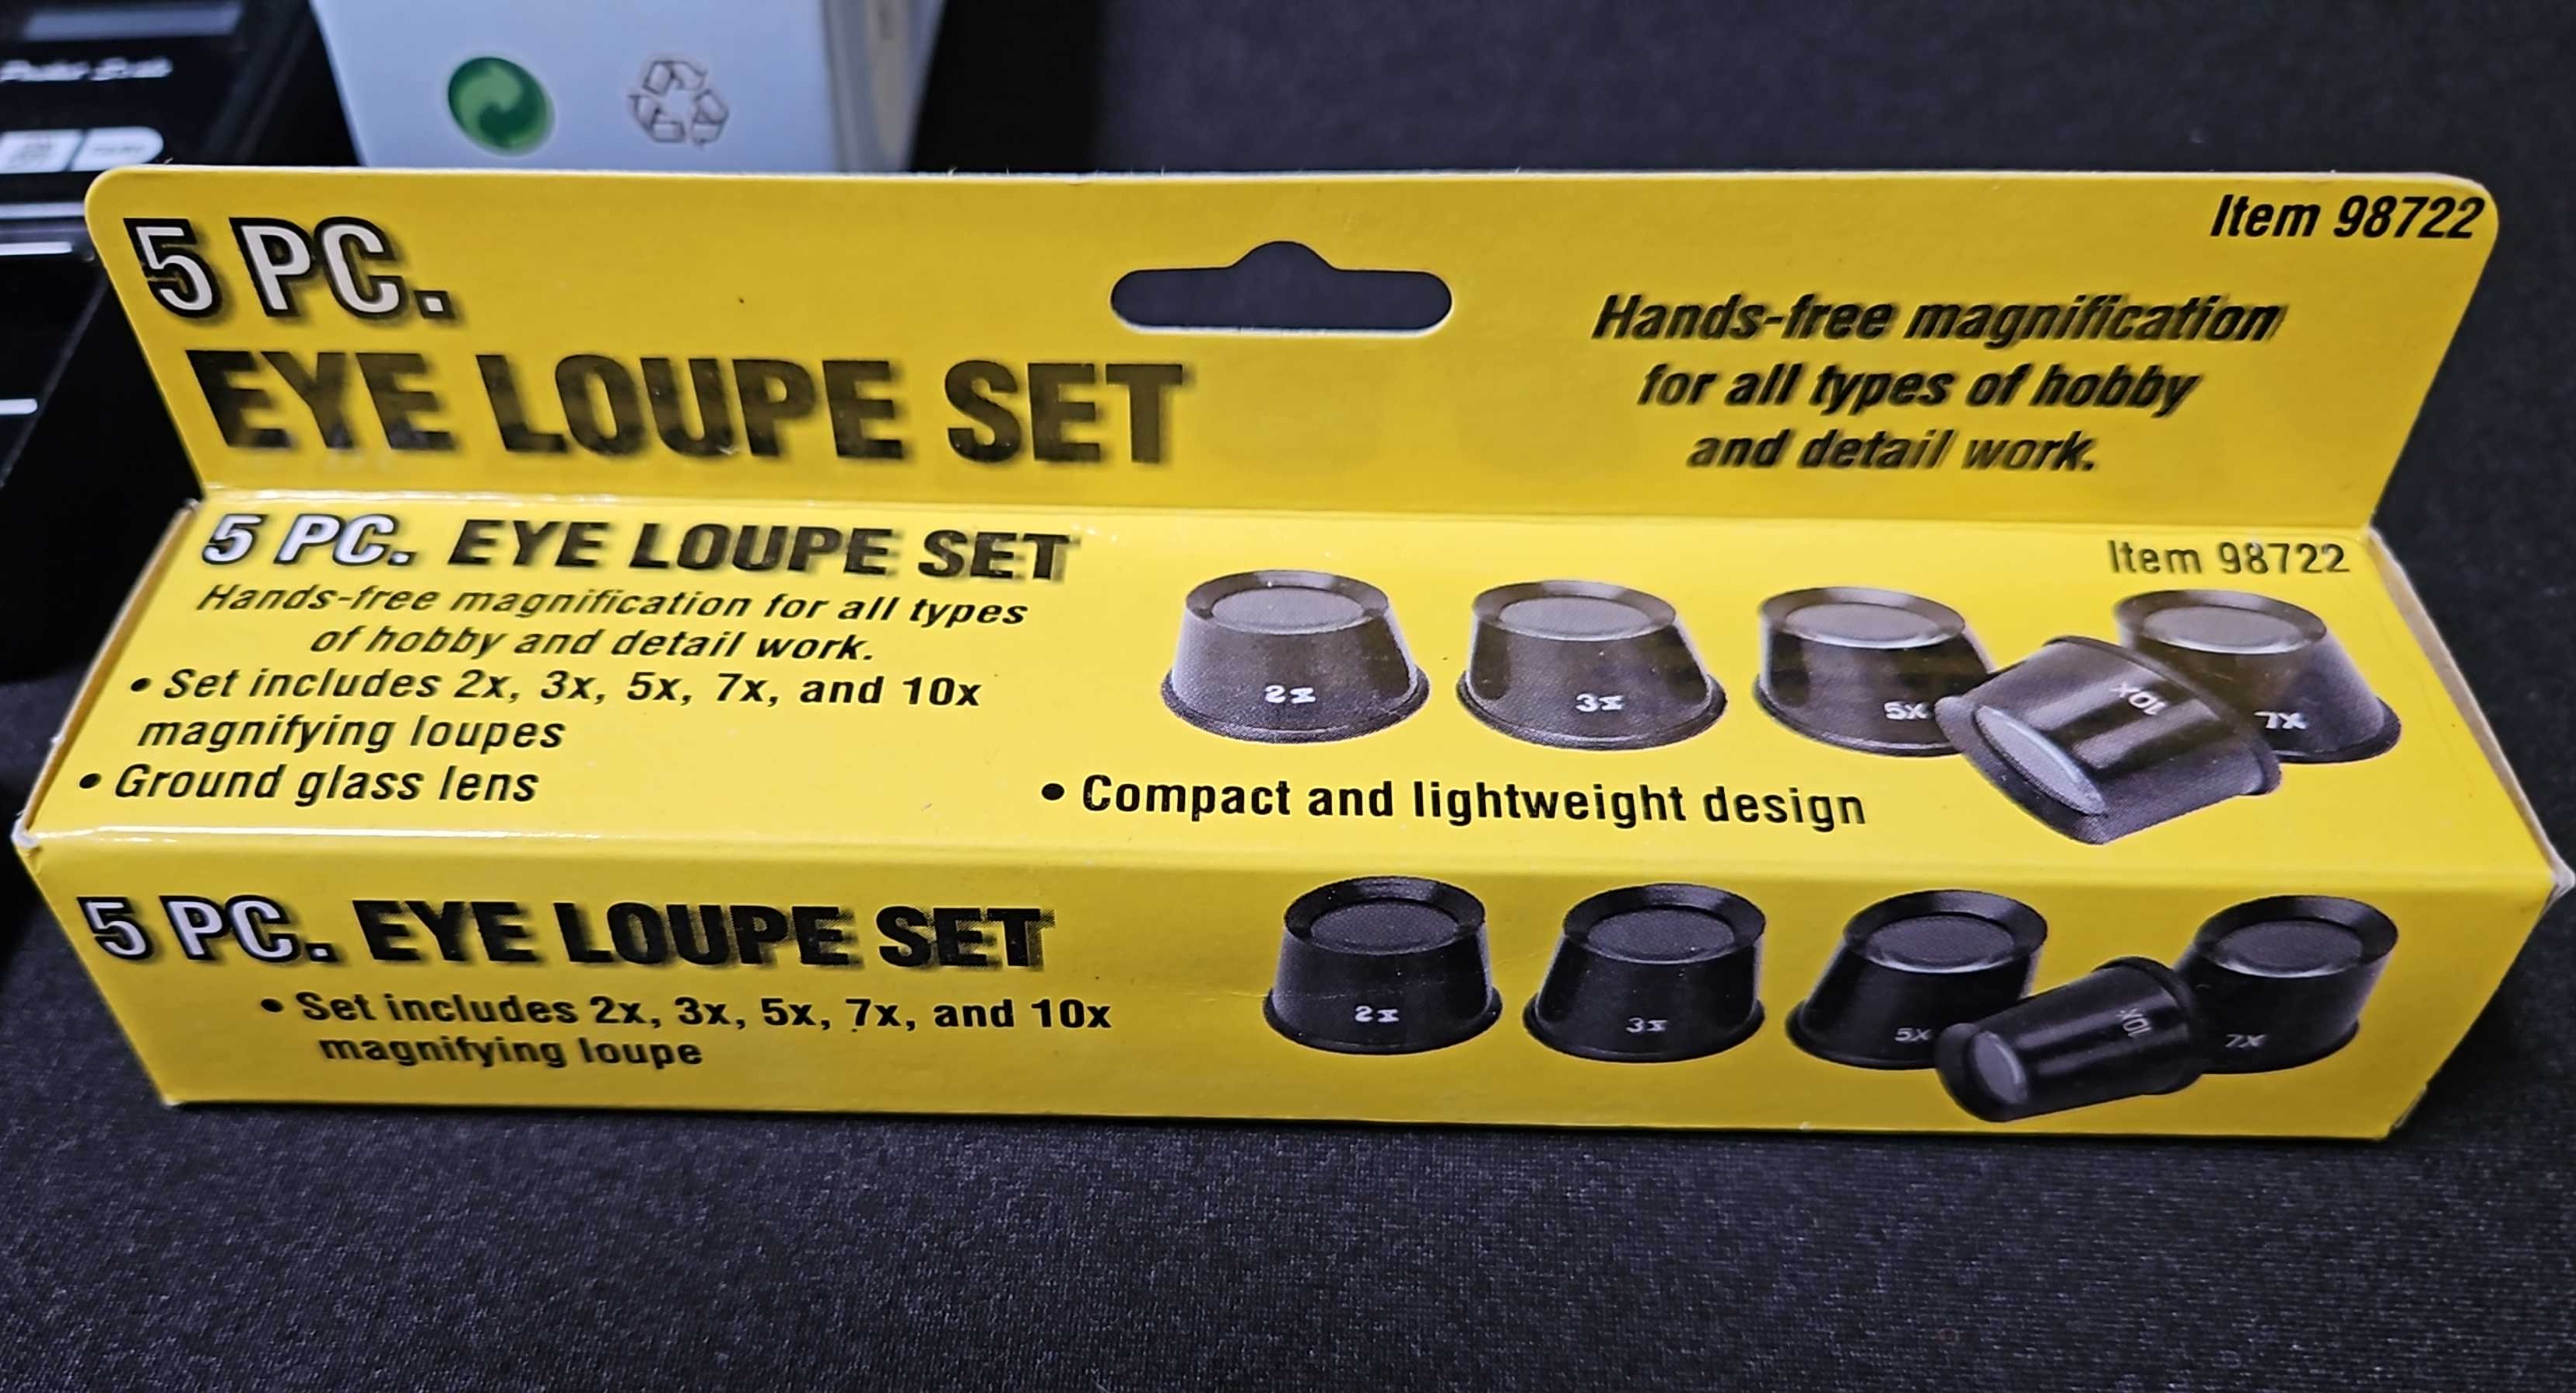 Item 98722
5 PC.
EYE LOUPE SET
Hands-free magnification
for all types of hobby
and detail work.
5 PC. EYE LOUPE SET
Hands-free magnification for all types
of hobby and detail work.
• Set includes 2x, 3x, 5x, 7x, and 10x
magnifying loupes
• Ground glass lens
Item 98722
2x
3x
5x
10x
7x
• Compact and lightweight design
5 PC. EYE LOUPE SET
• Set includes 2x, 3x, 5x, 7x, and 10x
magnifying loupe
2x
3x
5x
10x
7x